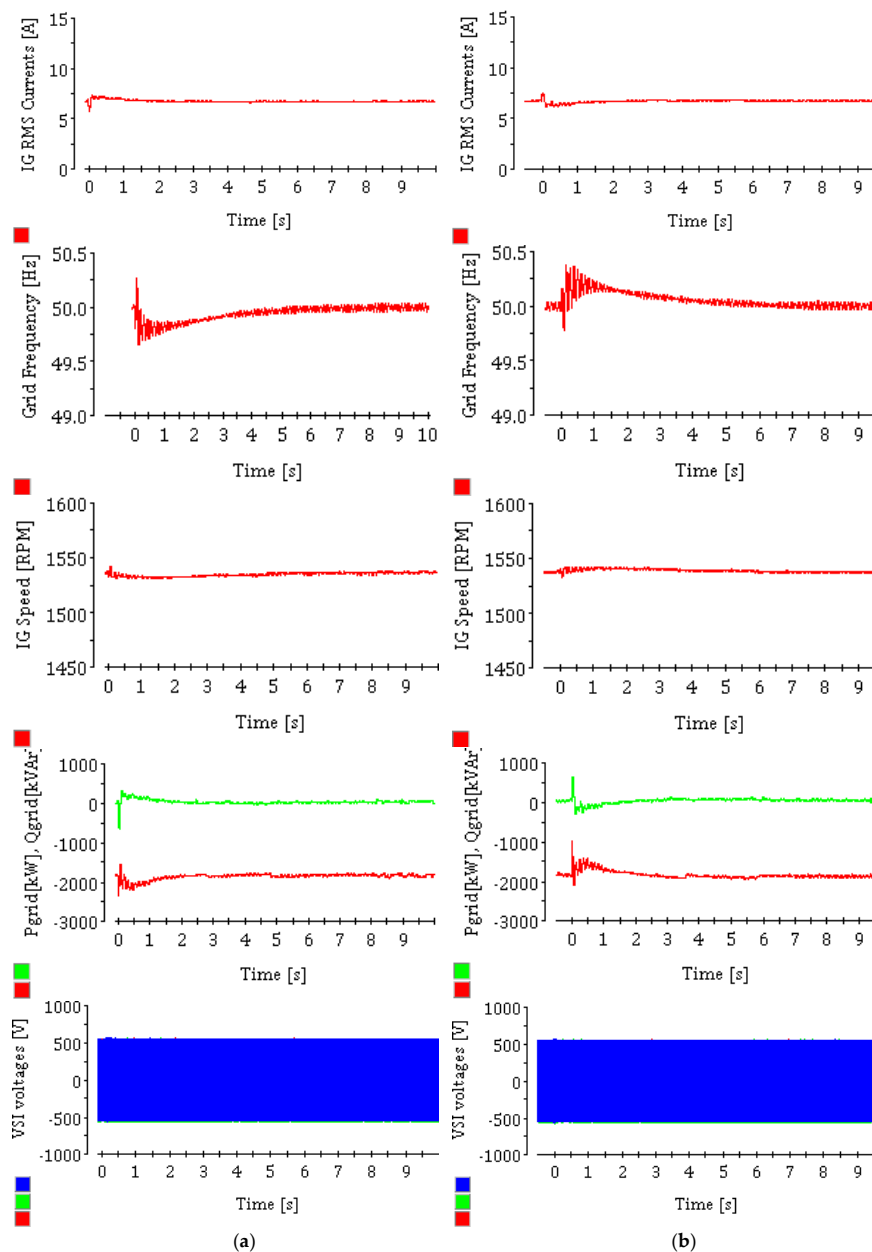 IG RMS Currents [A]
15
10
5
0
0 1 2 3 4 5 6 7 8 9
Time [s]
IG RMS Currents [A]
15
10
5
0
0 1 2 3 4 5 6 7 8 9
Time [s]
Grid Frequency [Hz]
50.5
50.0
49.5
49.0
0 1 2 3 4 5 6 7 8 9 10
Time [s]
Grid Frequency [Hz]
50.5
50.0
49.5
49.0
0 1 2 3 4 5 6 7 8 9
Time [s]
IG Speed [RPM]
1600
1550
1500
1450
0 1 2 3 4 5 6 7 8 9
Time [s]
IG Speed [RPM]
1600
1550
1500
1450
0 1 2 3 4 5 6 7 8 9
Time [s]
Pgrid[kW], Qgrid[kVAr]
1000
0
-1000
-2000
-3000
0 1 2 3 4 5 6 7 8 9
Time [s]
Pgrid[kW], Qgrid[kVAr]
1000
0
-1000
-2000
-3000
0 1 2 3 4 5 6 7 8 9
Time [s]
VSI voltages [V]
1000
500
0
-500
-1000
0 1 2 3 4 5 6 7 8 9
Time [s]
VSI voltages [V]
1000
500
0
-500
-1000
0 1 2 3 4 5 6 7 8 9
Time [s]
(a)
(b)